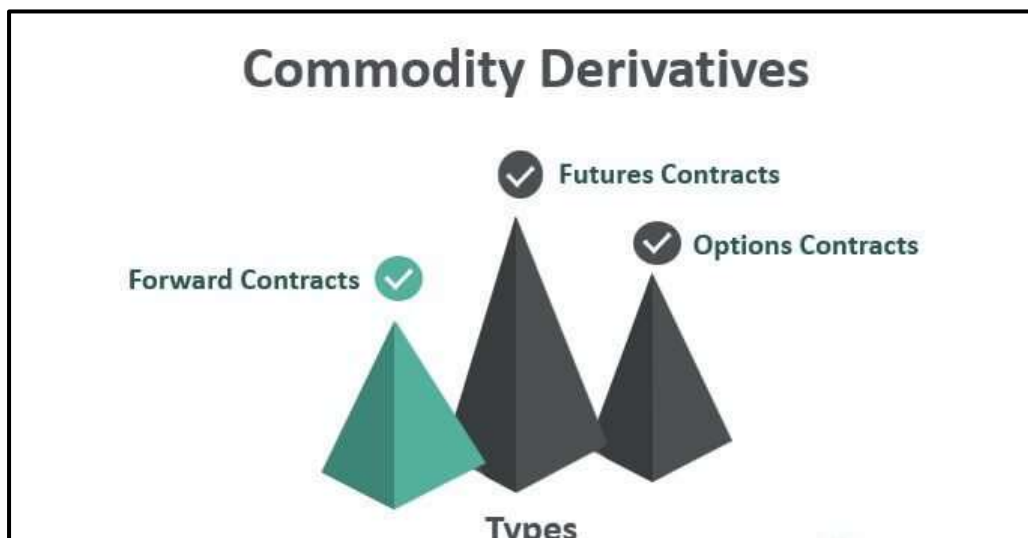 Commodity Derivatives
Futures Contracts
Options Contracts
Forward Contracts
Types